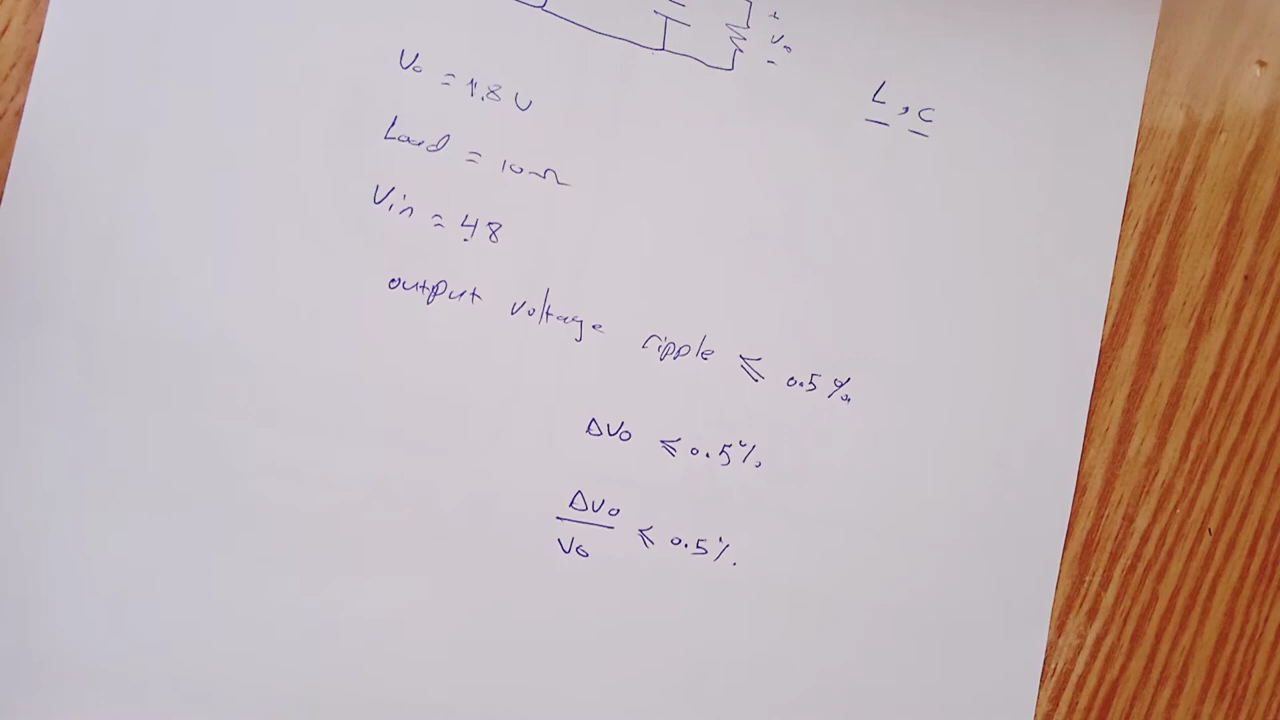 +
Vo
-
L, C
Vo = 1.8 V
Load = 10Ω
Vin = 48
output voltage ripple ≤ 0.5%
ΔVo ≤ 0.5%
ΔVo
Vo
≤ 0.5%